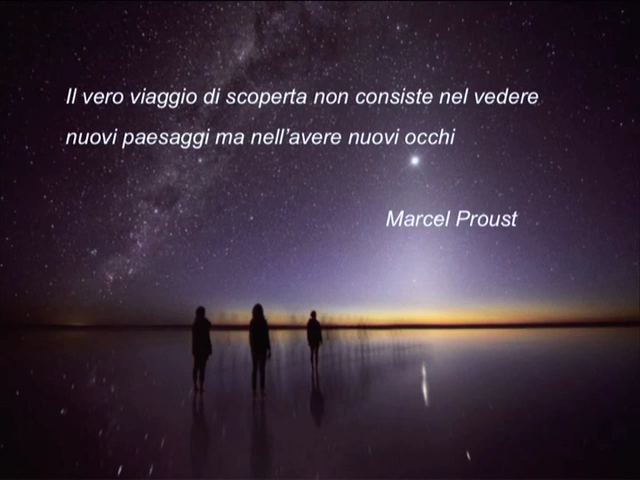 Il vero viaggio di scoperta non consiste nel vedere
nuovi paesaggi ma nell'avere nuovi occhi
Marcel Proust